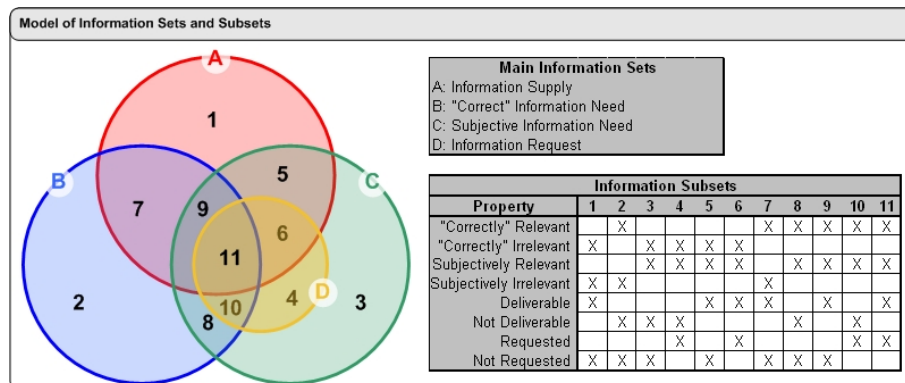 Model of Information Sets and Subsets
A
1
B
5
C
7
9
6
11
2
10
4
D
3
8
Main Information Sets
A: Information Supply
B: "Correct" Information Need
C: Subjective Information Need
D: Information Request
Information Subsets
Property 1 2 3 4 5 6 7 8 9 10 11
"Correctly" Relevant X X X X X X
"Correctly" Irrelevant X X X X X
Subjectively Relevant X X X X X X X X
Subjectively Irrelevant X X X
Deliverable X X X X X X
Not Deliverable X X X X X
Requested X X X X
Not Requested X X X X X X X